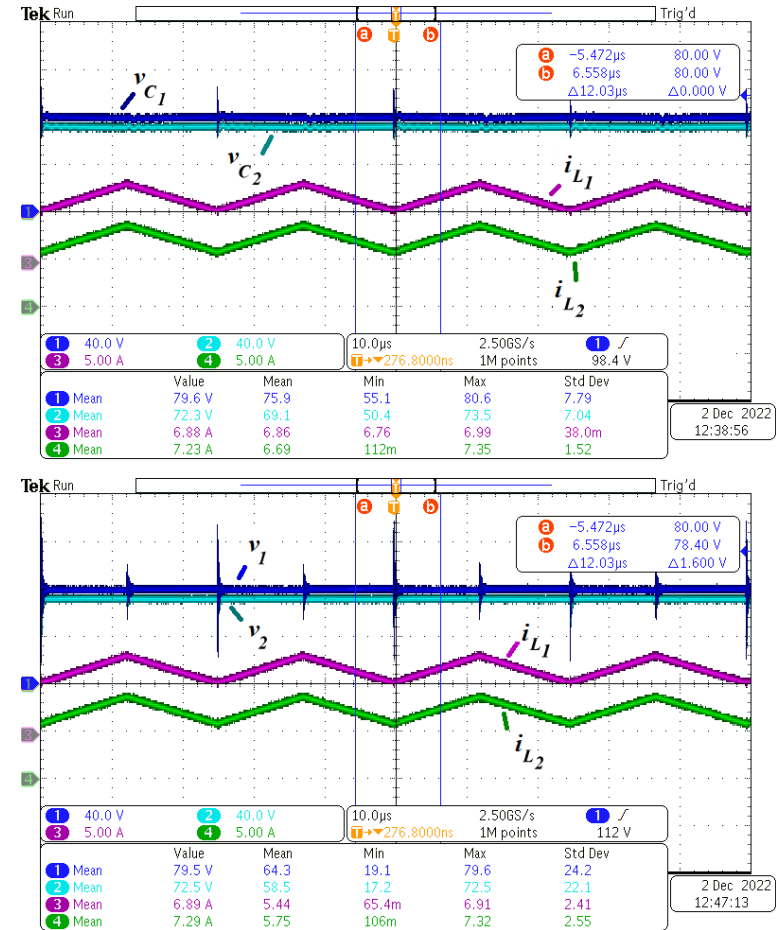 Tek Run Trig'd
a T b
a −5.472µs 80.00 V
b 6.558µs 80.00 V
Δ12.03µs Δ0.000 V
vC1
vC2
iL1
1
3
iL2
4
1 40.0 V 2 40.0 V 10.0µs 2.50GS/s 1 ∫
3 5.00 A 4 5.00 A T→▼276.8000ns 1M points 98.4 V
Value Mean Min Max Std Dev
1 Mean 79.6 V 75.9 55.1 80.6 7.79
2 Mean 72.3 V 69.1 50.4 73.5 7.04
3 Mean 6.88 A 6.86 6.76 6.99 38.0m
4 Mean 7.23 A 6.69 112m 7.35 1.52
2 Dec 2022
12:38:56
Tek Run Trig'd
a T b
a −5.472µs 80.00 V
b 6.558µs 78.40 V
Δ12.03µs Δ1.600 V
v1
v2
iL1
1
3
iL2
4
1 40.0 V 2 40.0 V 10.0µs 2.50GS/s 1 ∫
3 5.00 A 4 5.00 A T→▼276.8000ns 1M points 112 V
Value Mean Min Max Std Dev
1 Mean 79.5 V 64.3 19.1 79.6 24.2
2 Mean 72.5 V 58.5 17.2 72.5 22.1
3 Mean 6.89 A 5.44 65.4m 6.91 2.41
4 Mean 7.29 A 5.75 106m 7.32 2.55
2 Dec 2022
12:47:13